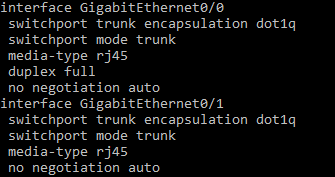 interface GigabitEthernet0/0
switchport trunk encapsulation dot1q
switchport mode trunk
media-type rj45
duplex full
no negotiation auto
interface GigabitEthernet0/1
switchport trunk encapsulation dot1q
switchport mode trunk
media-type rj45
no negotiation auto